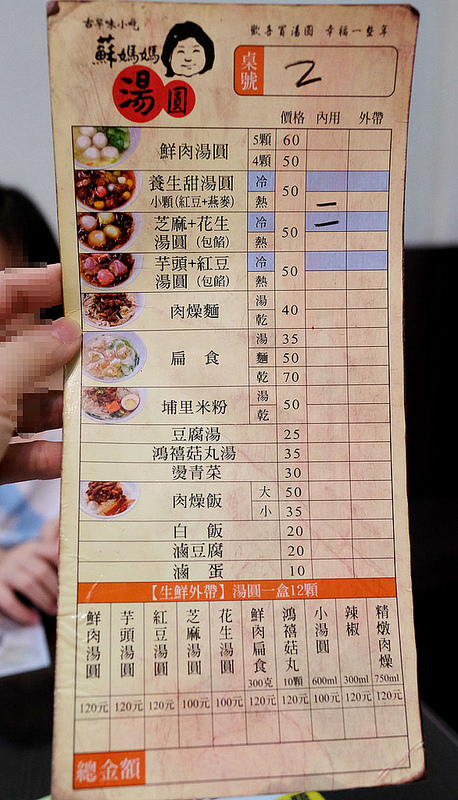 古早味小吃
歡喜買湯圓 幸福一整年
蘇媽媽
湯圓
桌號 2
價格 內用 外帶
鮮肉湯圓 5顆 60
4顆 50
養生甜湯圓 小顆(紅豆+燕麥) 冷 熱 50 二
芝麻+花生湯圓(包餡) 冷 熱 50 二
芋頭+紅豆湯圓(包餡) 冷 熱 50
肉燥麵 湯 乾 40
扁食 湯 35
麵 50
乾 70
埔里米粉 湯 乾 50
豆腐湯 25
鴻禧菇丸湯 35
燙青菜 30
肉燥飯 大 50
小 35
白飯 20
滷豆腐 20
滷蛋 10
【生鮮外帶】湯圓一盒12顆
鮮肉湯圓 120元
芋頭湯圓 120元
紅豆湯圓 120元
芝麻湯圓 100元
花生湯圓 100元
鮮肉扁食 300克 120元
鴻禧菇丸 10顆 120元
小湯圓 600ml 100元
辣椒 300ml 120元
精燉肉燥 750ml 120元
總金額